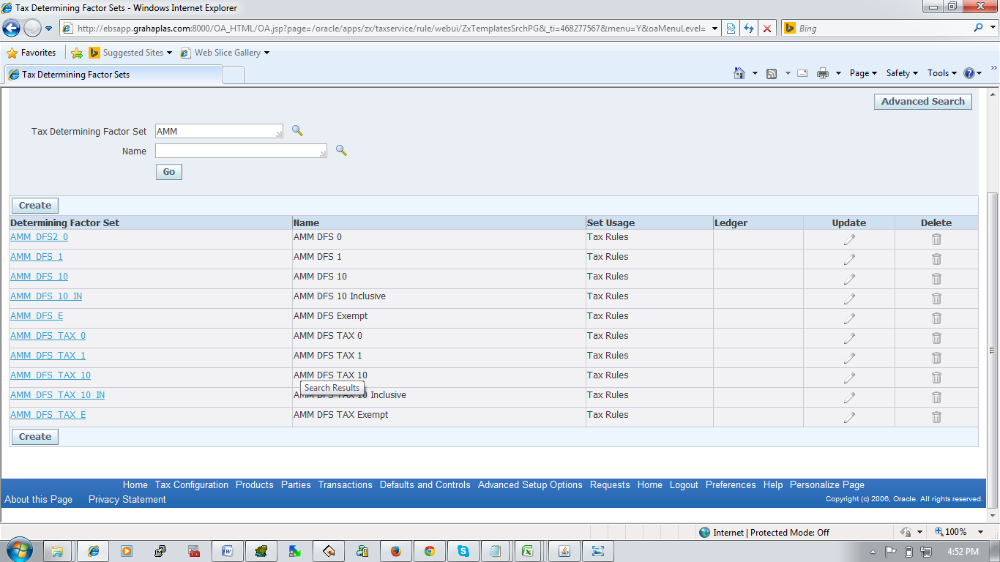 Tax Determining Factor Sets - Windows Internet Explorer
http://ebsapp.grahaplas.com:8000/OA_HTML/OA.jsp?page=/oracle/apps/zx/taxservice/rule/webui/ZxTemplatesSrchPG&_ti=468277567&menu=Y&oaMenuLevel= Bing
Favorites Suggested Sites Web Slice Gallery
Tax Determining Factor Sets Page Safety Tools
Advanced Search
Tax Determining Factor Set AMM
Name
Go
Create
Determining Factor Set Name Set Usage Ledger Update Delete
AMM_DFS2_0 AMM DFS 0 Tax Rules
AMM_DFS_1 AMM DFS 1 Tax Rules
AMM_DFS_10 AMM DFS 10 Tax Rules
AMM_DFS_10_IN AMM DFS 10 Inclusive Tax Rules
AMM_DFS_E AMM DFS Exempt Tax Rules
AMM_DFS_TAX_0 AMM DFS TAX 0 Tax Rules
AMM_DFS_TAX_1 AMM DFS TAX 1 Tax Rules
AMM_DFS_TAX_10 AMM DFS TAX 10 Tax Rules
Search Results
AMM_DFS_TAX_10_IN AMM DFS TAX 10 Inclusive Tax Rules
AMM_DFS_TAX_E AMM DFS TAX Exempt Tax Rules
Create
Home Tax Configuration Products Parties Transactions Defaults and Controls Advanced Setup Options Requests Home Logout Preferences Help Personalize Page
About this Page Privacy Statement Copyright (c) 2006, Oracle. All rights reserved.
Internet | Protected Mode: Off 100%
4:52 PM